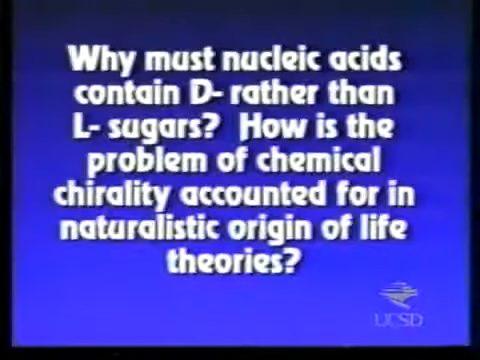 Why must nucleic acids
contain D- rather than
L- sugars? How is the
problem of chemical
chirality accounted for in
naturalistic origin of life
theories?
UCSD